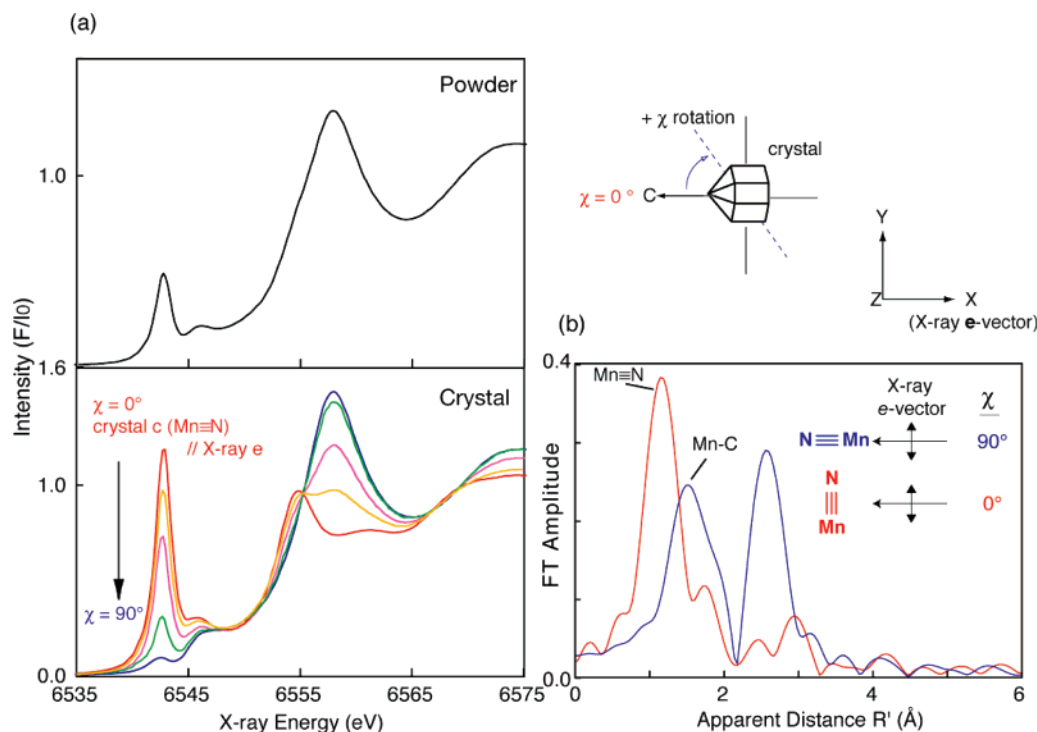 (a)
Powder
1.0
Intensity (F/I0)
1.6
Crystal
χ = 0°
crystal c (Mn≡N)
// X-ray e
1.0
χ = 90°
0.0
6535 6545 6555 6565 6575
X-ray Energy (eV)
+ χ rotation
crystal
χ = 0 °
C
Y
Z
X
(X-ray e-vector)
(b)
0.4
Mn≡N
X-ray
e-vector
χ
Mn-C
N
Mn
90°
N
Mn
0°
FT Amplitude
0.0
0 2 4 6
Apparent Distance R' (Å)